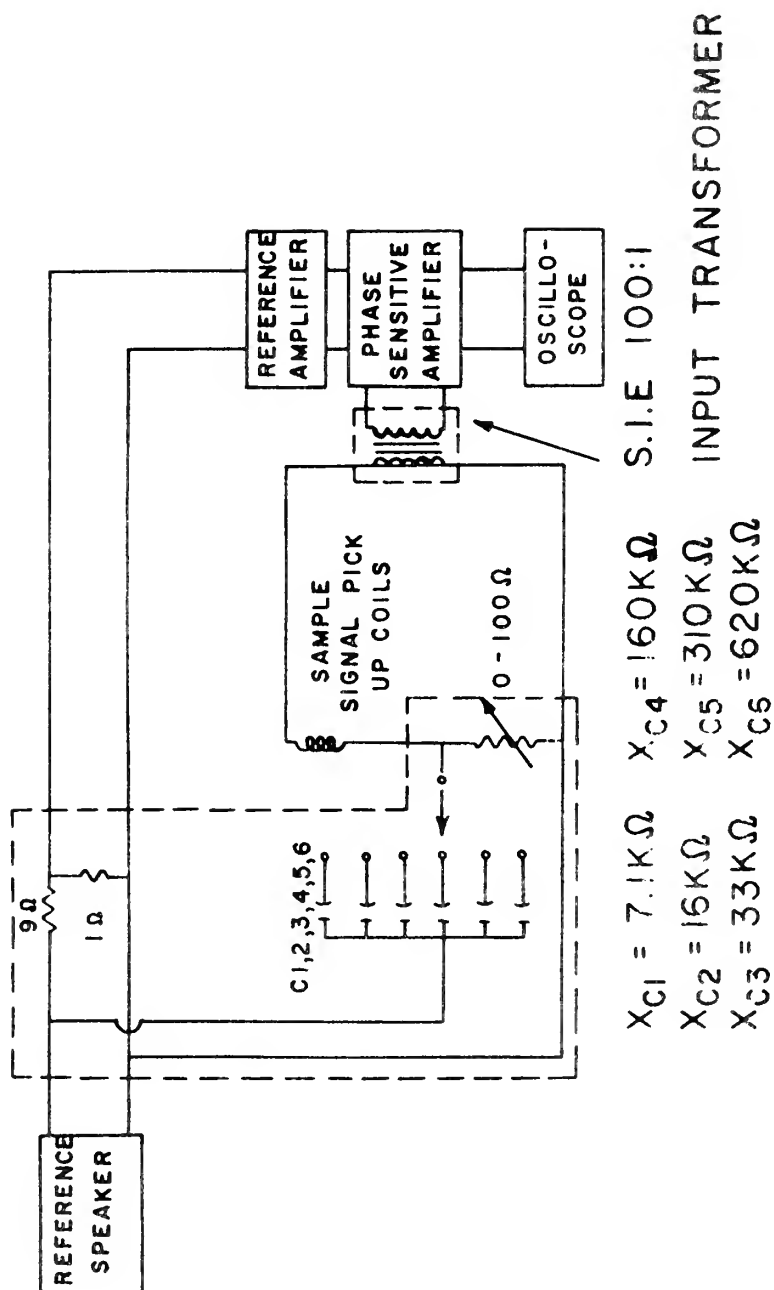 REFERENCE
SPEAKER
9Ω
1Ω
C1,2,3,4,5,6
SAMPLE
SIGNAL PICK
UP COILS
0-100Ω
REFERENCE
AMPLIFIER
PHASE
SENSITIVE
AMPLIFIER
OSCILLO-
SCOPE
S.I.E 100:1
INPUT TRANSFORMER
XC1 = 7.1KΩ
XC2 = 16KΩ
XC3 = 33KΩ
XC4 = 160KΩ
XC5 = 310KΩ
XC6 = 620KΩ